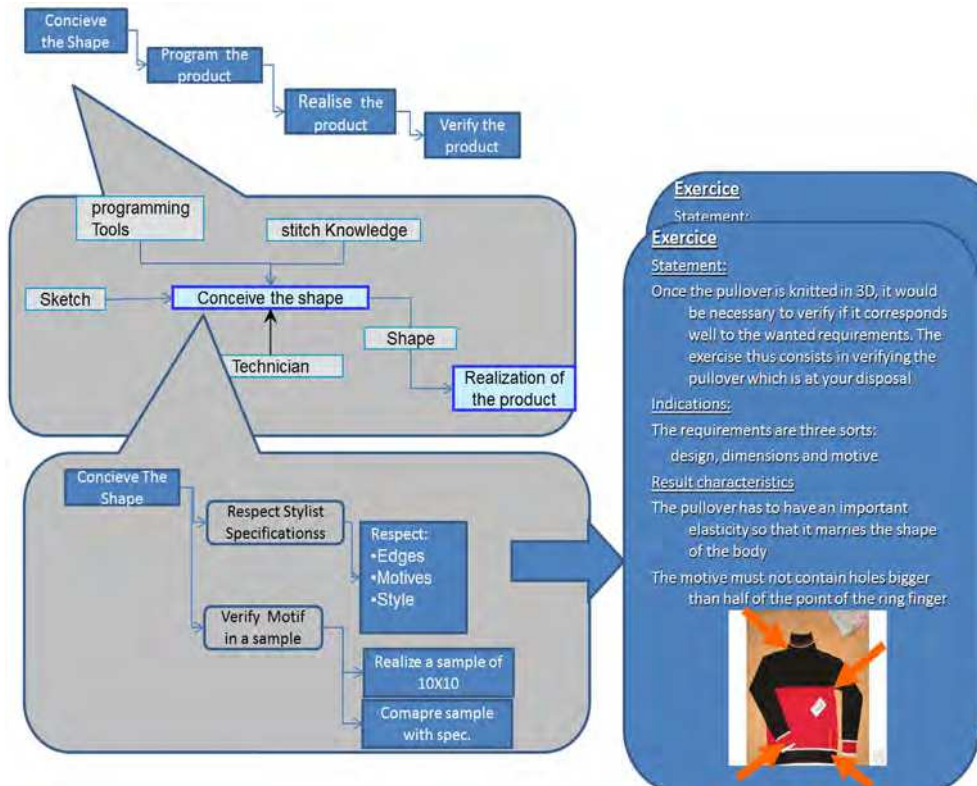 Concieve
the Shape
Program the
product
Realise the
product
Verify the
product
programming
Tools
stitch Knowledge
Sketch
Conceive the shape
Technician
Shape
Realization of
the product
Concieve The
Shape
Respect Stylist
Specificationss
Respect:
•Edges
•Motives
•Style
Verify Motif
in a sample
Realize a sample of
10X10
Comapre sample
with spec.
Exercice
Statement:
Exercice
Statement:
Once the pullover is knitted in 3D, it would
be necessary to verify if it corresponds
well to the wanted requirements. The
exercise thus consists in verifying the
pullover which is at your disposal
Indications:
The requirements are three sorts:
design, dimensions and motive
Result characteristics
The pullover has to have an important
elasticity so that it marries the shape
of the body
The motive must not contain holes bigger
than half of the point of the ring finger